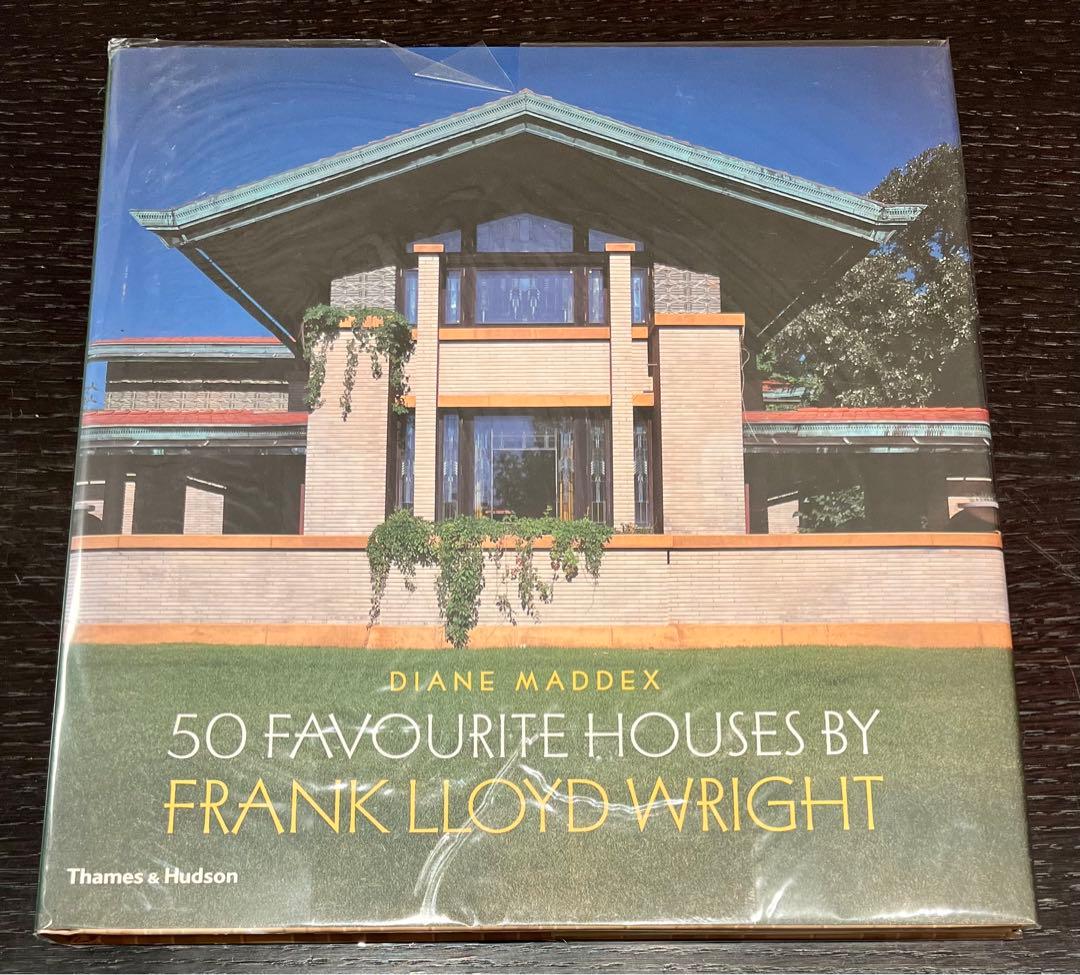 DIANE MADDEX
50 FAVOURITE HOUSES BY
FRANK LLOYD WRIGHT
Thames & Hudson